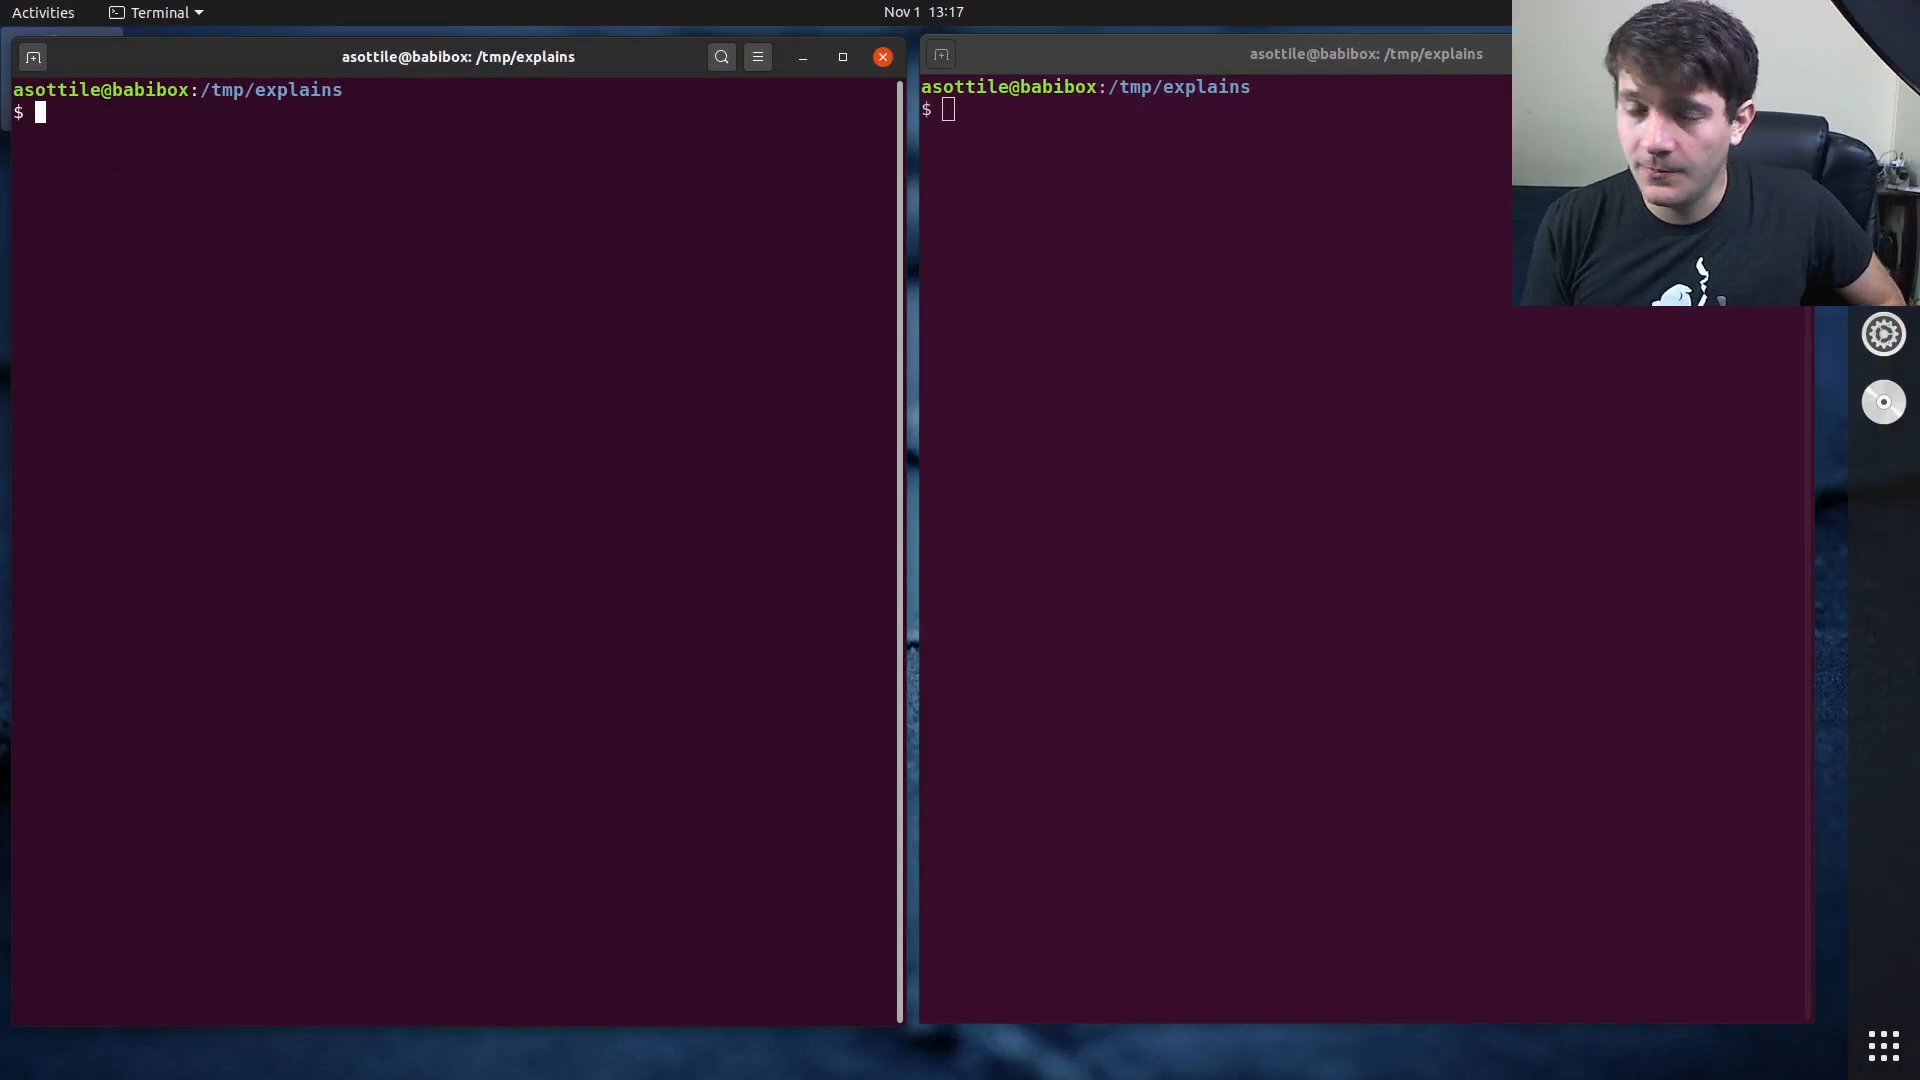 Activities
Terminal
Nov 1 13:17
asottile@babibox: /tmp/explains
asottile@babibox:/tmp/explains
$
asottile@babibox: /tmp/explains
asottile@babibox:/tmp/explains
$